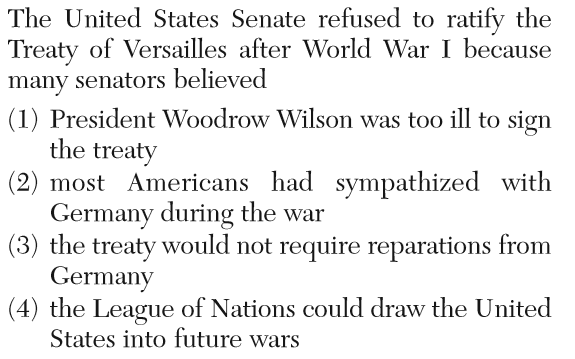 The United States Senate refused to ratify the
Treaty of Versailles after World War I because
many senators believed
(1) President Woodrow Wilson was too ill to sign
the treaty
(2) most Americans had sympathized with
Germany during the war
(3) the treaty would not require reparations from
Germany
(4) the League of Nations could draw the United
States into future wars